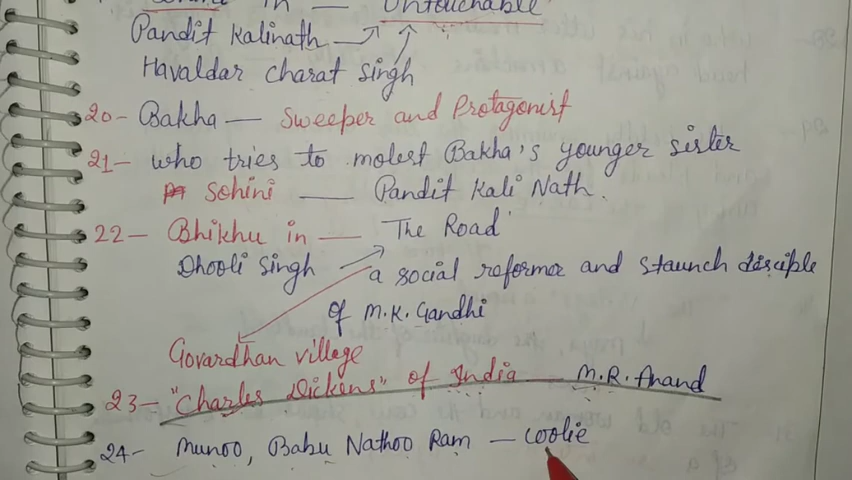 in — Untouchable
Pandit Kalinath
Havaldar Charat Singh
20- Bakha — Sweeper and Protagonist
21- who tries to molest Bakha's younger sister
Sohini — Pandit Kali Nath.
22- Bhikhu in — The Road
Dhooli Singh
a social reformer and staunch disciple
of M.K. Gandhi
Govardhan village
23- "Charles Dickens" of India — M.R. Anand
24- Munoo, Babu Nathoo Ram — Coolie